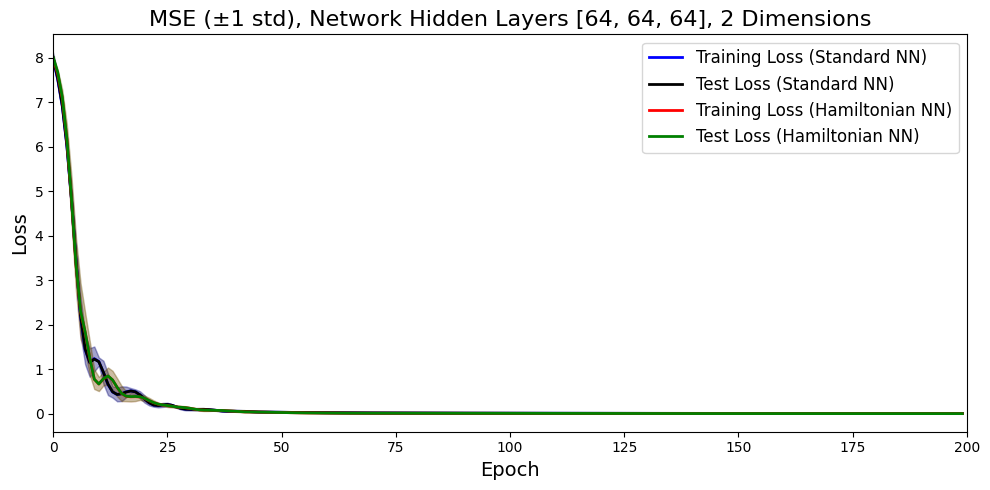 MSE (±1 std), Network Hidden Layers [64, 64, 64], 2 Dimensions
Training Loss (Standard NN)
Test Loss (Standard NN)
Training Loss (Hamiltonian NN)
Test Loss (Hamiltonian NN)
Loss
8
7
6
5
4
3
2
1
0
0 25 50 75 100 125 150 175 200
Epoch